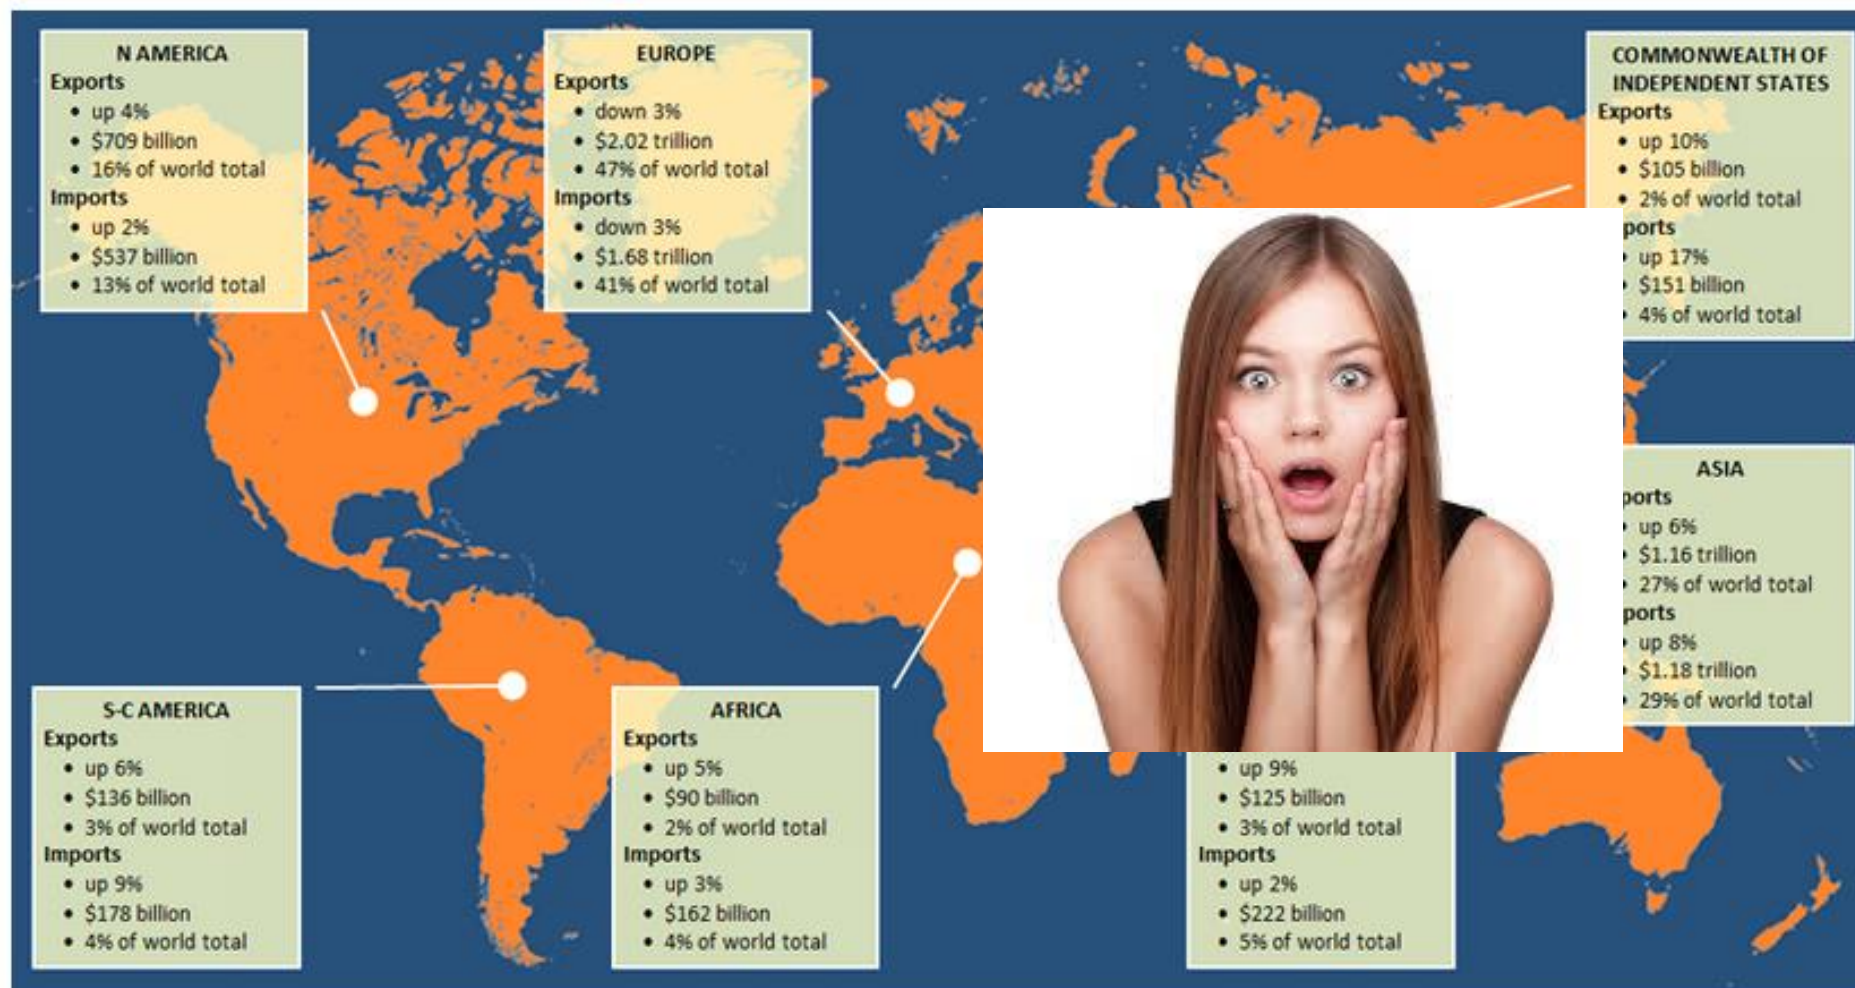 N AMERICA
Exports
• up 4%
• $709 billion
• 16% of world total
Imports
• up 2%
• $537 billion
• 13% of world total
EUROPE
Exports
• down 3%
• $2.02 trillion
• 47% of world total
Imports
• down 3%
• $1.68 trillion
• 41% of world total
COMMONWEALTH OF
INDEPENDENT STATES
Exports
• up 10%
• $105 billion
• 2% of world total
ports
• up 17%
• $151 billion
• 4% of world total
ASIA
ports
• up 6%
• $1.16 trillion
• 27% of world total
ports
• up 8%
• $1.18 trillion
• 29% of world total
S-C AMERICA
Exports
• up 6%
• $136 billion
• 3% of world total
Imports
• up 9%
• $178 billion
• 4% of world total
AFRICA
Exports
• up 5%
• $90 billion
• 2% of world total
Imports
• up 3%
• $162 billion
• 4% of world total
• up 9%
• $125 billion
• 3% of world total
Imports
• up 2%
• $222 billion
• 5% of world total